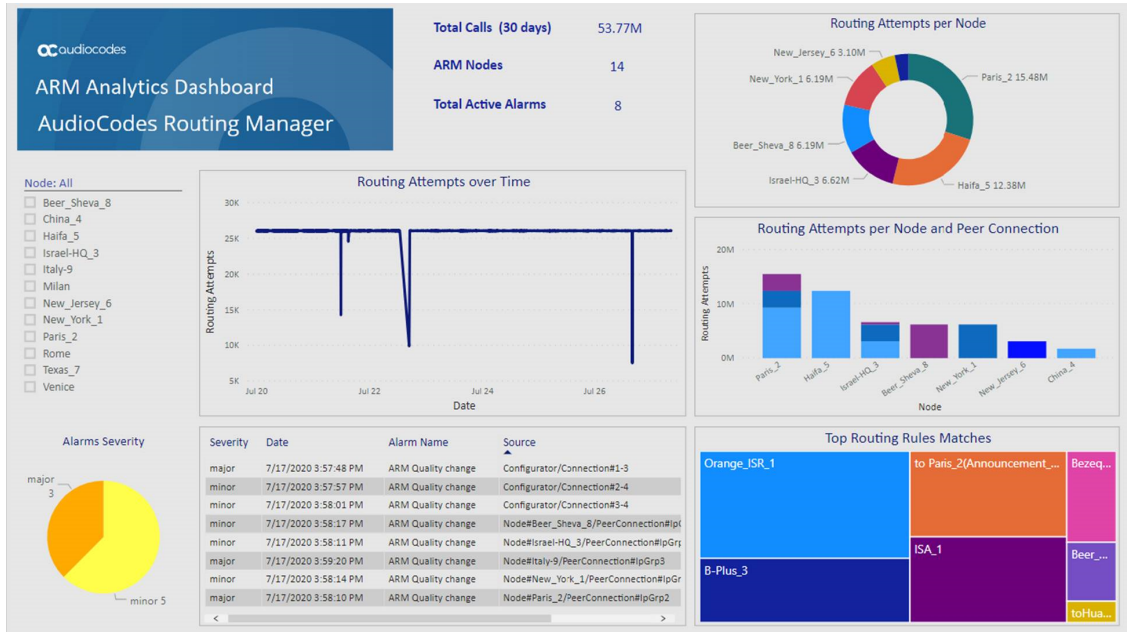 audiocodes
ARM Analytics Dashboard
AudioCodes Routing Manager
Total Calls (30 days) 53.77M
ARM Nodes 14
Total Active Alarms 8
Routing Attempts per Node
New_Jersey_6 3.10M
New_York_1 6.19M
Paris_2 15.48M
Beer_Sheva_8 6.19M
Israel-HQ_3 6.62M
Haifa_5 12.38M
Node: All
Beer_Sheva_8
China_4
Haifa_5
Israel-HQ_3
Italy-9
Milan
New_Jersey_6
New_York_1
Paris_2
Rome
Texas_7
Venice
Routing Attempts over Time
Routing Attempts
30K
25K
20K
15K
10K
5K
Jul 20 Jul 22 Jul 24 Jul 26
Date
Routing Attempts per Node and Peer Connection
Routing Attempts
20M
10M
0M
Paris_2 Haifa_5 Israel-HQ_3 Beer_Sheva_8 New_York_1 New_Jersey_6 China_4
Node
Alarms Severity
major
3
minor 5
Severity Date Alarm Name Source
major 7/17/2020 3:57:48 PM ARM Quality change Configurator/Connection#1-3
minor 7/17/2020 3:57:57 PM ARM Quality change Configurator/Connection#2-4
minor 7/17/2020 3:58:01 PM ARM Quality change Configurator/Connection#3-4
minor 7/17/2020 3:58:17 PM ARM Quality change Node#Beer_Sheva_8/PeerConnection#Ip
minor 7/17/2020 3:58:11 PM ARM Quality change Node#Israel-HQ_3/PeerConnection#IpGrp
major 7/17/2020 3:59:20 PM ARM Quality change Node#Italy-9/PeerConnection#IpGrp3
minor 7/17/2020 3:58:14 PM ARM Quality change Node#New_York_1/PeerConnection#IpGr
major 7/17/2020 3:58:10 PM ARM Quality change Node#Paris_2/PeerConnection#IpGrp2
Top Routing Rules Matches
Orange_ISR_1
to Paris_2(Announcement_...
Bezeq...
B-Plus_3
ISA_1
Beer_...
toHua...